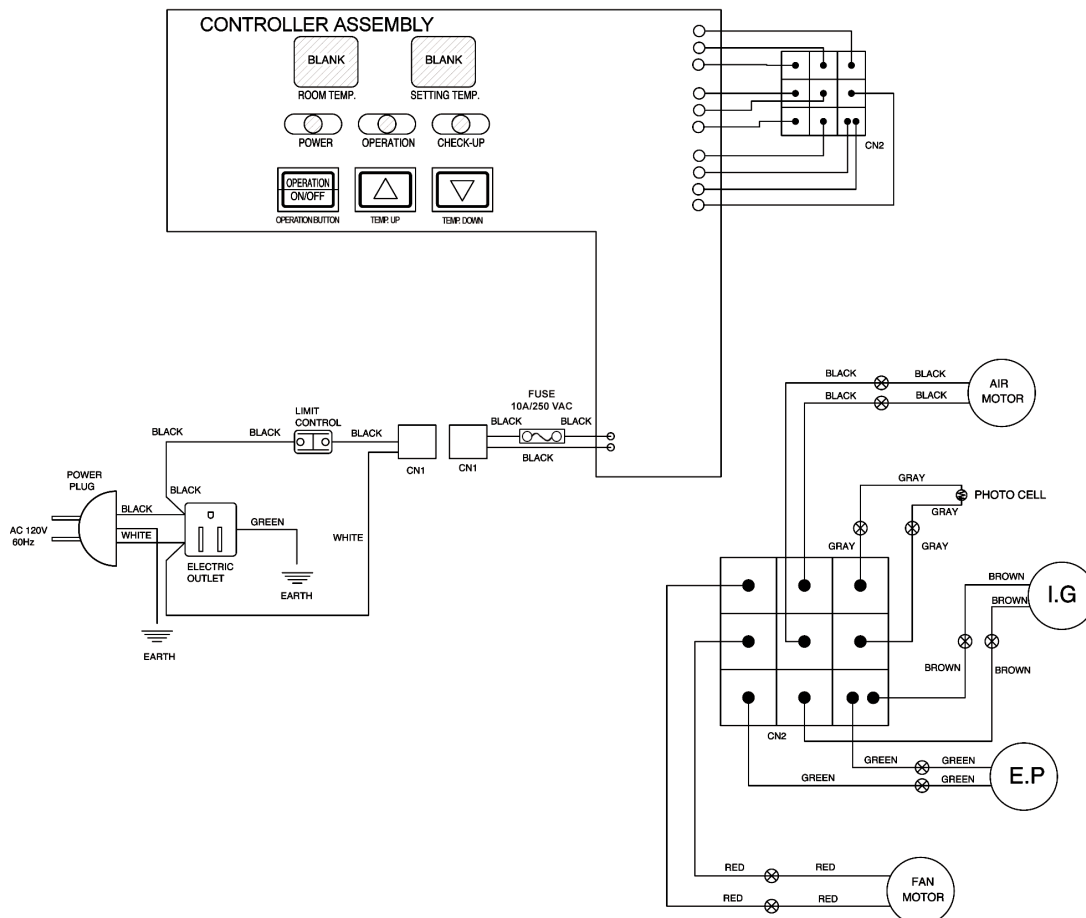 CONTROLLER ASSEMBLY
BLANK
BLANK
ROOM TEMP.
SETTING TEMP.
POWER
OPERATION
CHECK-UP
OPERATION
ON/OFF
OPERATION BUTTON
TEMP. UP
TEMP. DOWN
CN2
FUSE
10A/250 VAC
BLACK
BLACK
BLACK
LIMIT
CONTROL
BLACK
BLACK
BLACK
CN1
CN1
POWER
PLUG
BLACK
BLACK
WHITE
AC 120V
60Hz
GREEN
WHITE
ELECTRIC
OUTLET
EARTH
EARTH
BLACK
BLACK
BLACK
BLACK
AIR
MOTOR
GRAY
PHOTO CELL
GRAY
GRAY
GRAY
BROWN
BROWN
I.G
BROWN
BROWN
CN2
GREEN
GREEN
GREEN
GREEN
E.P
RED
RED
RED
RED
FAN
MOTOR